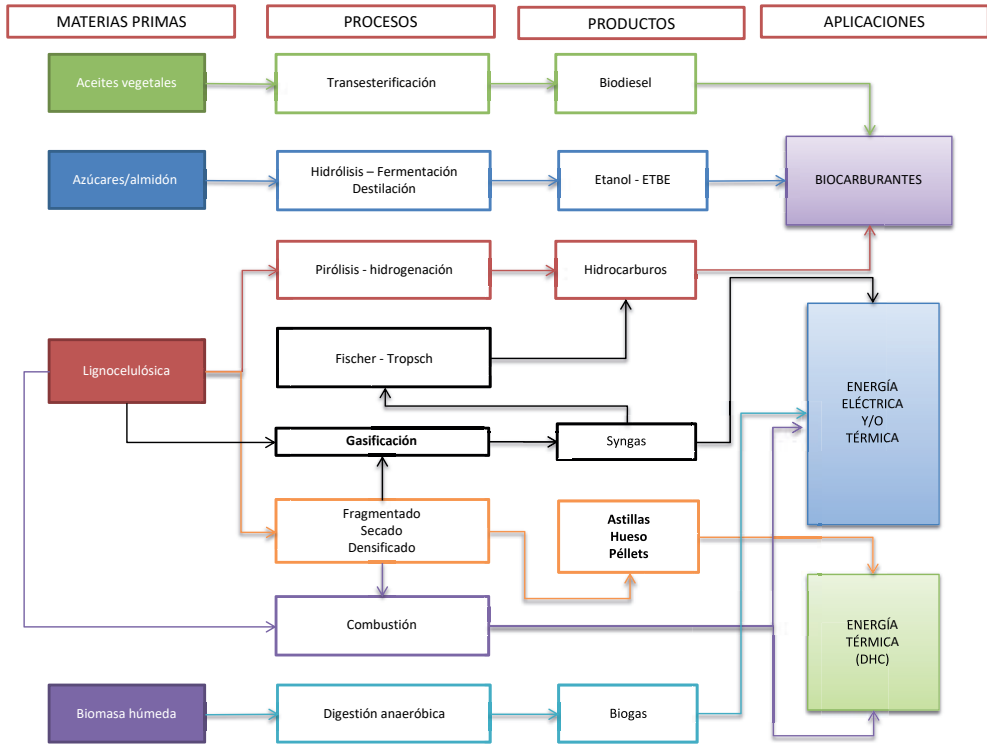 MATERIAS PRIMAS
PROCESOS
PRODUCTOS
APLICACIONES
Aceites vegetales
Transesterificación
Biodiesel
Azúcares/almidón
Hidrólisis – Fermentación
Destilación
Etanol - ETBE
BIOCARBURANTES
Pirólisis - hidrogenación
Hidrocarburos
Lignocelulósica
Fischer - Tropsch
ENERGÍA
ELÉCTRICA
Y/O
TÉRMICA
Gasificación
Syngas
Fragmentado
Secado
Densificado
Astillas
Hueso
Péllets
Combustión
ENERGÍA
TÉRMICA
(DHC)
Biomasa húmeda
Digestión anaeróbica
Biogas